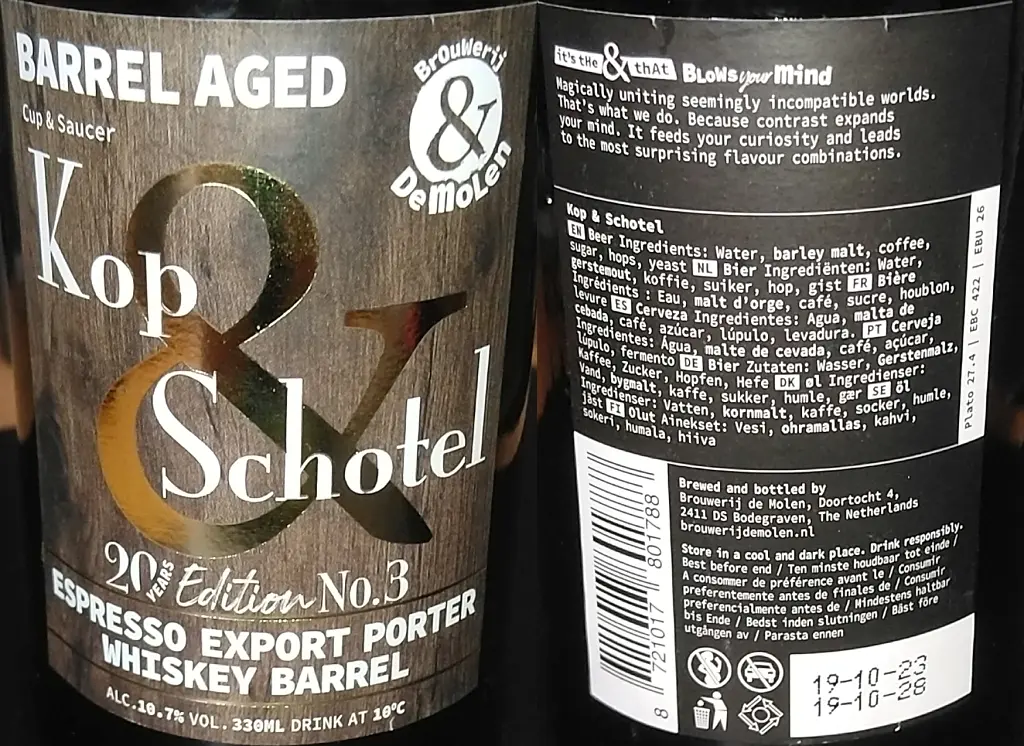 BARREL AGED
Cup & Saucer
BroUWerij
&
De MoLen
Kop
&
Schotel
20 YEARS Edition No.3
ESPRESSO EXPORT PORTER
WHISKEY BARREL
ALC.10.7% VOL. 330ML DRINK AT 10°C
it's tHe & thAt BLoWs your Mind
Magically uniting seemingly incompatible worlds.
That's what we do. Because contrast expands
your mind. It feeds your curiosity and leads
to the most surprising flavour combinations.
Kop & Schotel
EN Beer Ingredients: Water, barley malt, coffee,
sugar, hops, yeast NL Bier Ingrediënten: Water,
gerstemout, koffie, suiker, hop, gist FR Bière
Ingrédients : Eau, malt d'orge, café, sucre, houblon,
levure ES Cerveza Ingredientes: Agua, malta de
cebada, café, azúcar, lúpulo, levadura. PT Cerveja
Ingredientes: Água, malte de cevada, café, açúcar,
lúpulo, fermento DE Bier Zutaten: Wasser, Gerstenmalz,
Kaffee, Zucker, Hopfen, Hefe DK øl Ingredienser:
Vand, bygmalt, kaffe, sukker, humle, gær SE öl
Ingredienser: Vatten, kornmalt, kaffe, socker, humle,
jäst FI Olut Ainekset: Vesi, ohramallas, kahvi,
sokeri, humala, hiiva
Plato 27.4 | EBC 422 | EBU 26
Brewed and bottled by
Brouwerij de Molen, Doortocht 4,
2411 DS Bodegraven, The Netherlands
brouwerijdemolen.nl
Store in a cool and dark place. Drink responsibly.
Best before end / Ten minste houdbaar tot einde /
A consommer de préférence avant le / Consumir
preferentemente antes de finales de / Consumir
preferencialmente antes de / Mindestens haltbar
bis Ende / Bedst inden slutningen / Bäst före
utgången av / Parasta ennen
8 721017 801788
19-10-23
19-10-28